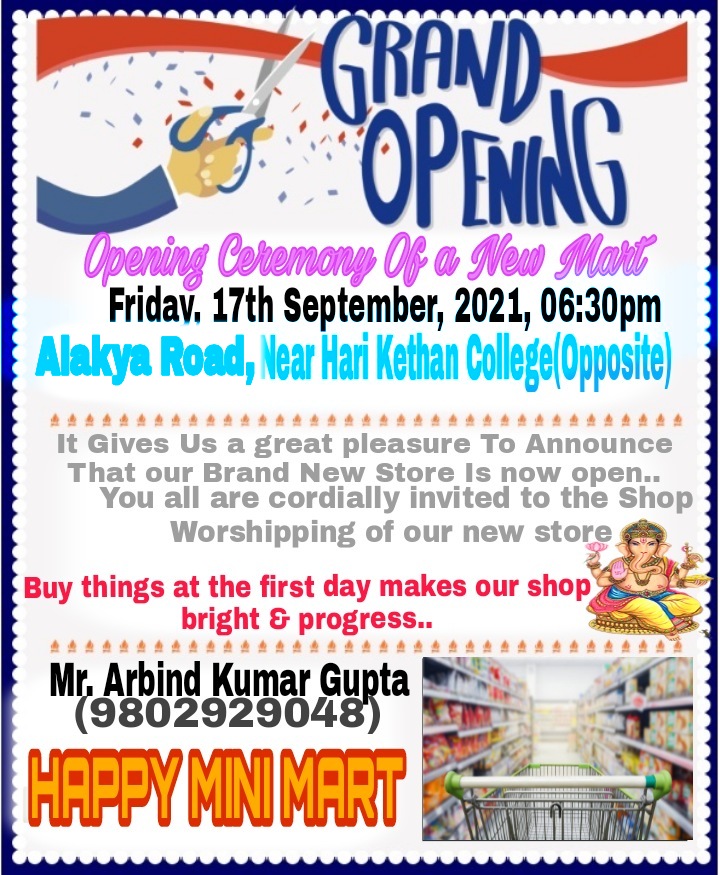 GRAND
OPENING
Opening Ceremony Of a New Mart
Friday. 17th September, 2021, 06:30pm
Alakya Road, Near Hari Kethan College(Opposite)
It Gives Us a great pleasure To Announce
That our Brand New Store Is now open..
You all are cordially invited to the Shop
Worshipping of our new store
Buy things at the first day makes our shop
bright & progress..
Mr. Arbind Kumar Gupta
(9802929048)
HAPPY MINI MART